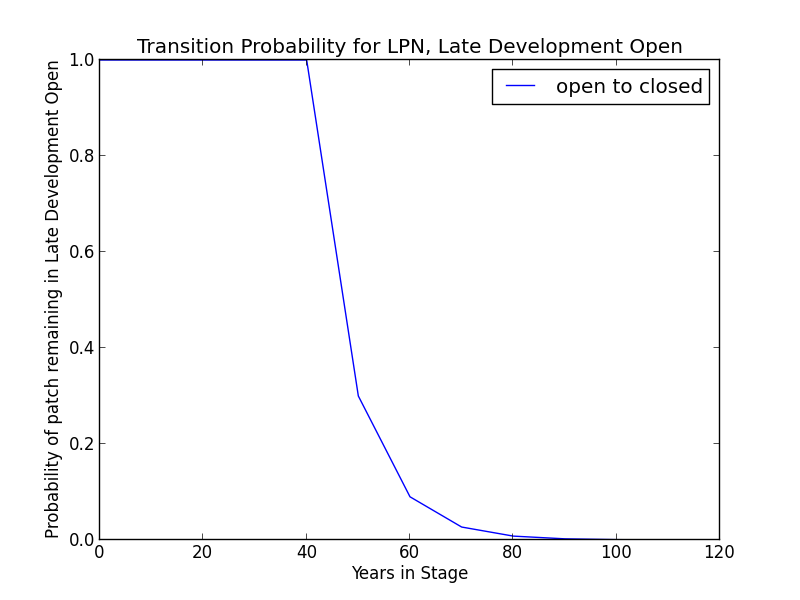 Transition Probability for LPN, Late Development Open
open to closed
Probability of patch remaining in Late Development Open
1.0
0.8
0.6
0.4
0.2
0.0
0 20 40 60 80 100 120
Years in Stage